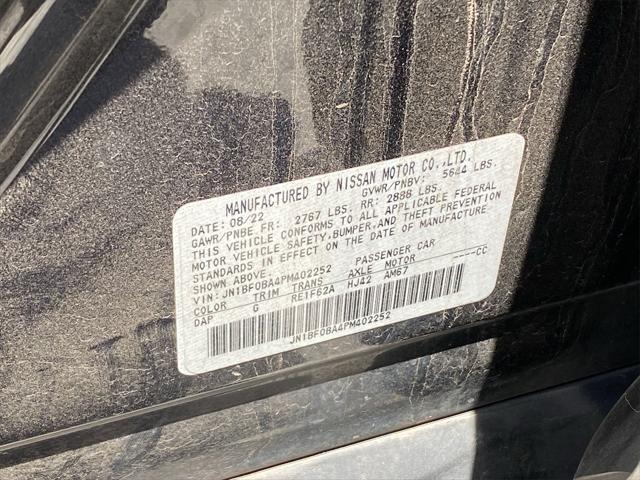 MANUFACTURED BY NISSAN MOTOR CO.,LTD.
DATE: 08/22 GVWR/PNBV: 5644 LBS.
GAWR/PNBE FR: 2767 LBS. RR: 2888 LBS.
THIS VEHICLE CONFORMS TO ALL APPLICABLE FEDERAL
MOTOR VEHICLE SAFETY,BUMPER,AND THEFT PREVENTION
STANDARDS IN EFFECT ON THE DATE OF MANUFACTURE
SHOWN ABOVE.
VIN: JN1BF0BA4PM402252 PASSENGER CAR
COLOR TRIM TRANS AXLE MOTOR ----CC
DAP G RE1F62A HJ42 AM67
JN1BF0BA4PM402252